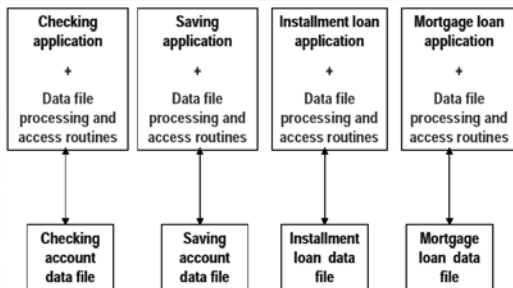 Checking
application
+
Data file
processing and
access routines
Saving
application
+
Data file
processing and
access routines
Installment loan
application
+
Data file
processing and
access routines
Mortgage loan
application
+
Data file
processing and
access routines
Checking
account
data file
Saving
account
data file
Installment
loan data
file
Mortgage
loan data
file